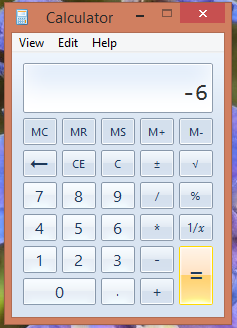 Calculator
View Edit Help
-6
MC MR MS M+ M-
← CE C ± √
7 8 9 / %
4 5 6 * 1/x
1 2 3 - =
0 . +